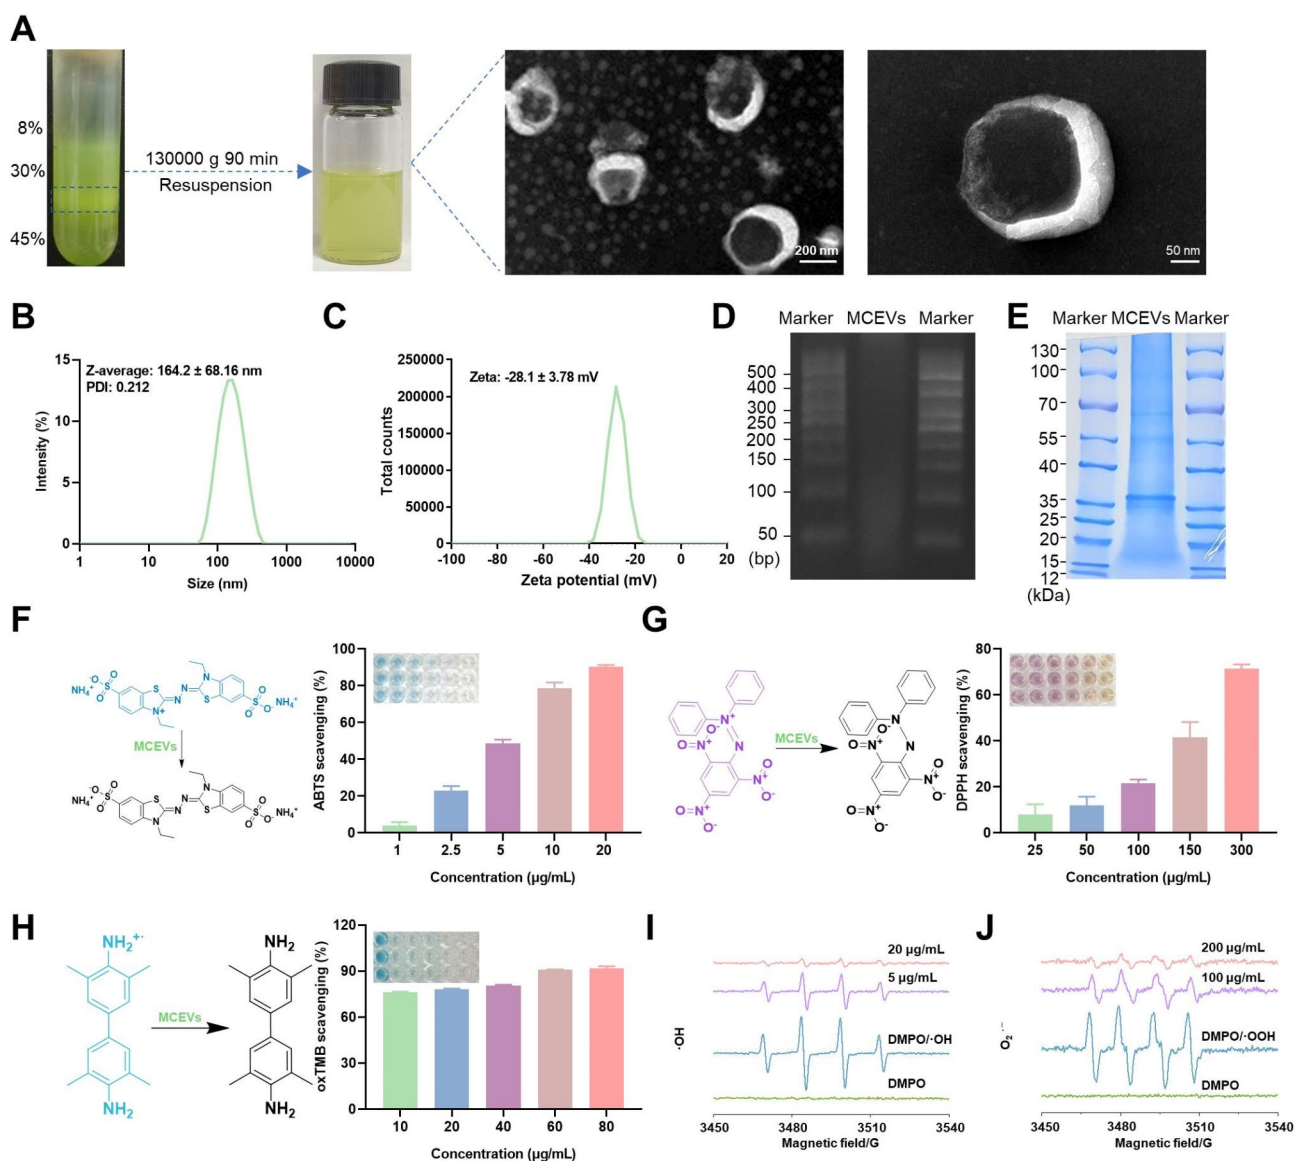 A
8%
30%
45%
130000 g 90 min
Resuspension
200 nm
50 nm
B
Z-average: 164.2 ± 68.16 nm
PDI: 0.212
Intensity (%)
15
10
5
0
1 10 100 1000 10000
Size (nm)
C
Zeta: -28.1 ± 3.78 mV
Total counts
250000
200000
150000
100000
50000
0
-100 -80 -60 -40 -20 0 20
Zeta potential (mV)
D
Marker MCEVs Marker
500
400
300
250
200
150
100
50
(bp)
E
Marker MCEVs Marker
130
100
70
55
40
35
25
20
15
12
(kDa)
F
MCEVs
ABTS scavenging (%)
100
80
60
40
20
0
1 2.5 5 10 20
Concentration (µg/mL)
G
MCEVs
DPPH scavenging (%)
80
60
40
20
0
25 50 100 150 300
Concentration (µg/mL)
H
NH₂⁺·
NH₂
MCEVs
NH₂
NH₂
oxTMB scavenging (%)
120
90
60
30
0
10 20 40 60 80
Concentration (µg/mL)
I
·OH
20 µg/mL
5 µg/mL
DMPO/·OH
DMPO
3450 3480 3510 3540
Magnetic field/G
J
O₂·⁻
200 µg/mL
100 µg/mL
DMPO/·OOH
DMPO
3450 3480 3510 3540
Magnetic field/G